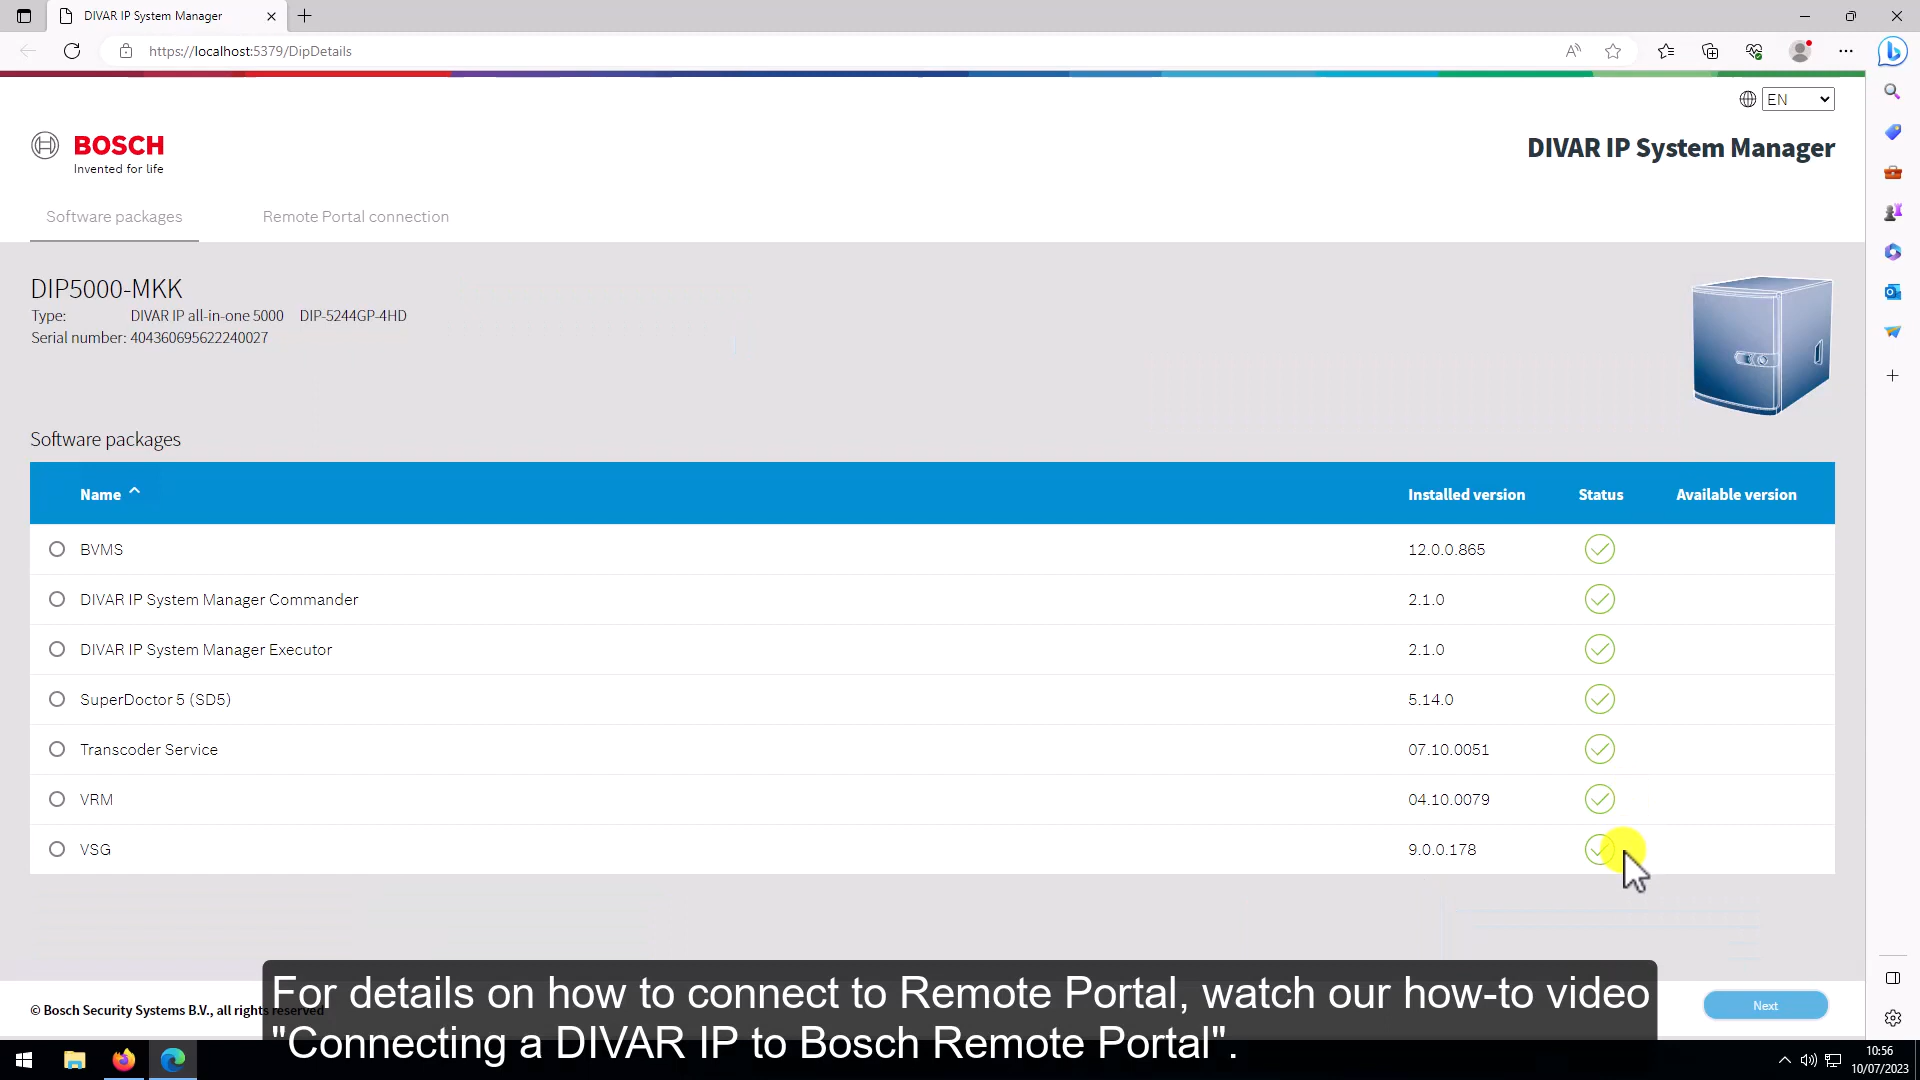 DIVAR IP System Manager
https://localhost:5379/DipDetails
EN
BOSCH
Invented for life
DIVAR IP System Manager
Software packages
Remote Portal connection
DIP5000-MKK
Type: DIVAR IP all-in-one 5000 DIP-5244GP-4HD
Serial number: 404360695622240027
Software packages
Name Installed version Status Available version
BVMS 12.0.0.865
DIVAR IP System Manager Commander 2.1.0
DIVAR IP System Manager Executor 2.1.0
SuperDoctor 5 (SD5) 5.14.0
Transcoder Service 07.10.0051
VRM 04.10.0079
VSG 9.0.0.178
© Bosch Security Systems B.V., all rights reserved
Next
For details on how to connect to Remote Portal, watch our how-to video
"Connecting a DIVAR IP to Bosch Remote Portal".
10:56
10/07/2023